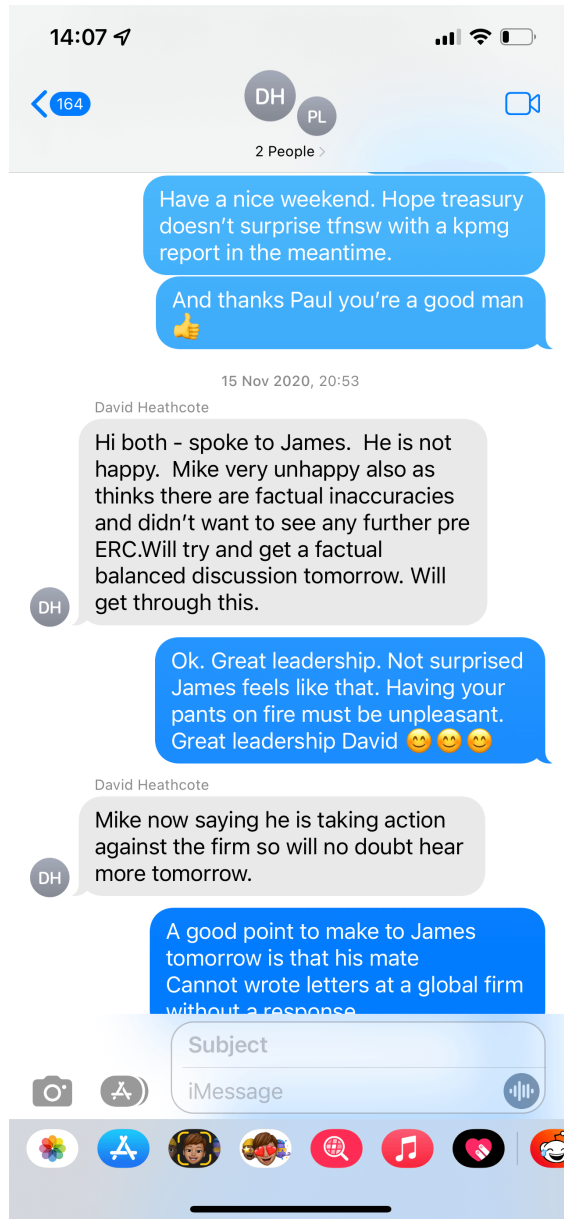 14:07
164
DH
PL
2 People
Have a nice weekend. Hope treasury
doesn't surprise tfnsw with a kpmg
report in the meantime.
And thanks Paul you're a good man
👍
15 Nov 2020, 20:53
David Heathcote
Hi both - spoke to James.  He is not
happy.  Mike very unhappy also as
thinks there are factual inaccuracies
and didn't want to see any further pre
ERC.Will try and get a factual
balanced discussion tomorrow. Will
get through this.
DH
Ok. Great leadership. Not surprised
James feels like that. Having your
pants on fire must be unpleasant.
Great leadership David 😊😊😊
David Heathcote
Mike now saying he is taking action
against the firm so will no doubt hear
more tomorrow.
DH
A good point to make to James
tomorrow is that his mate
Cannot wrote letters at a global firm
without a response
Subject
iMessage